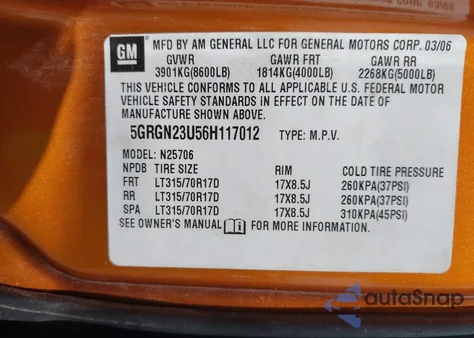 GM
MFD BY AM GENERAL LLC FOR GENERAL MOTORS CORP. 03/06
GVWR GAWR FRT GAWR RR
3901KG(8600LB) 1814KG(4000LB) 2268KG(5000LB)
THIS VEHICLE CONFORMS TO ALL APPLICABLE U.S. FEDERAL MOTOR
VEHICLE SAFETY STANDARDS IN EFFECT ON THE DATE OF
MANUFACTURE SHOWN ABOVE.
5GRGN23U56H117012 TYPE: M.P.V.
MODEL: N25706
NPDB TIRE SIZE RIM COLD TIRE PRESSURE
FRT LT315/70R17D 17X8.5J 260KPA(37PSI)
RR LT315/70R17D 17X8.5J 260KPA(37PSI)
SPA LT315/70R17D 17X8.5J 310KPA(45PSI)
SEE OWNER'S MANUAL FOR MORE INFORMATION.
autoSnap